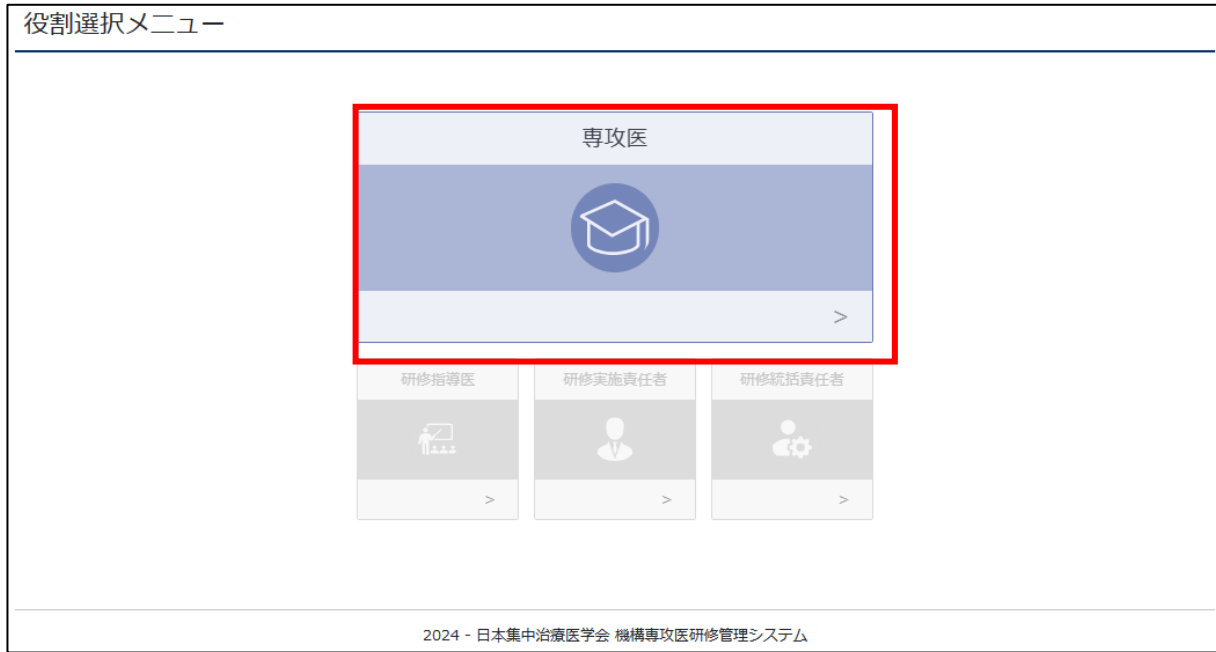 役割選択メニュー
専攻医
>
研修指導医 研修実施責任者 研修統括責任者
> > >
2024 - 日本集中治療医学会 機構専攻医研修管理システム